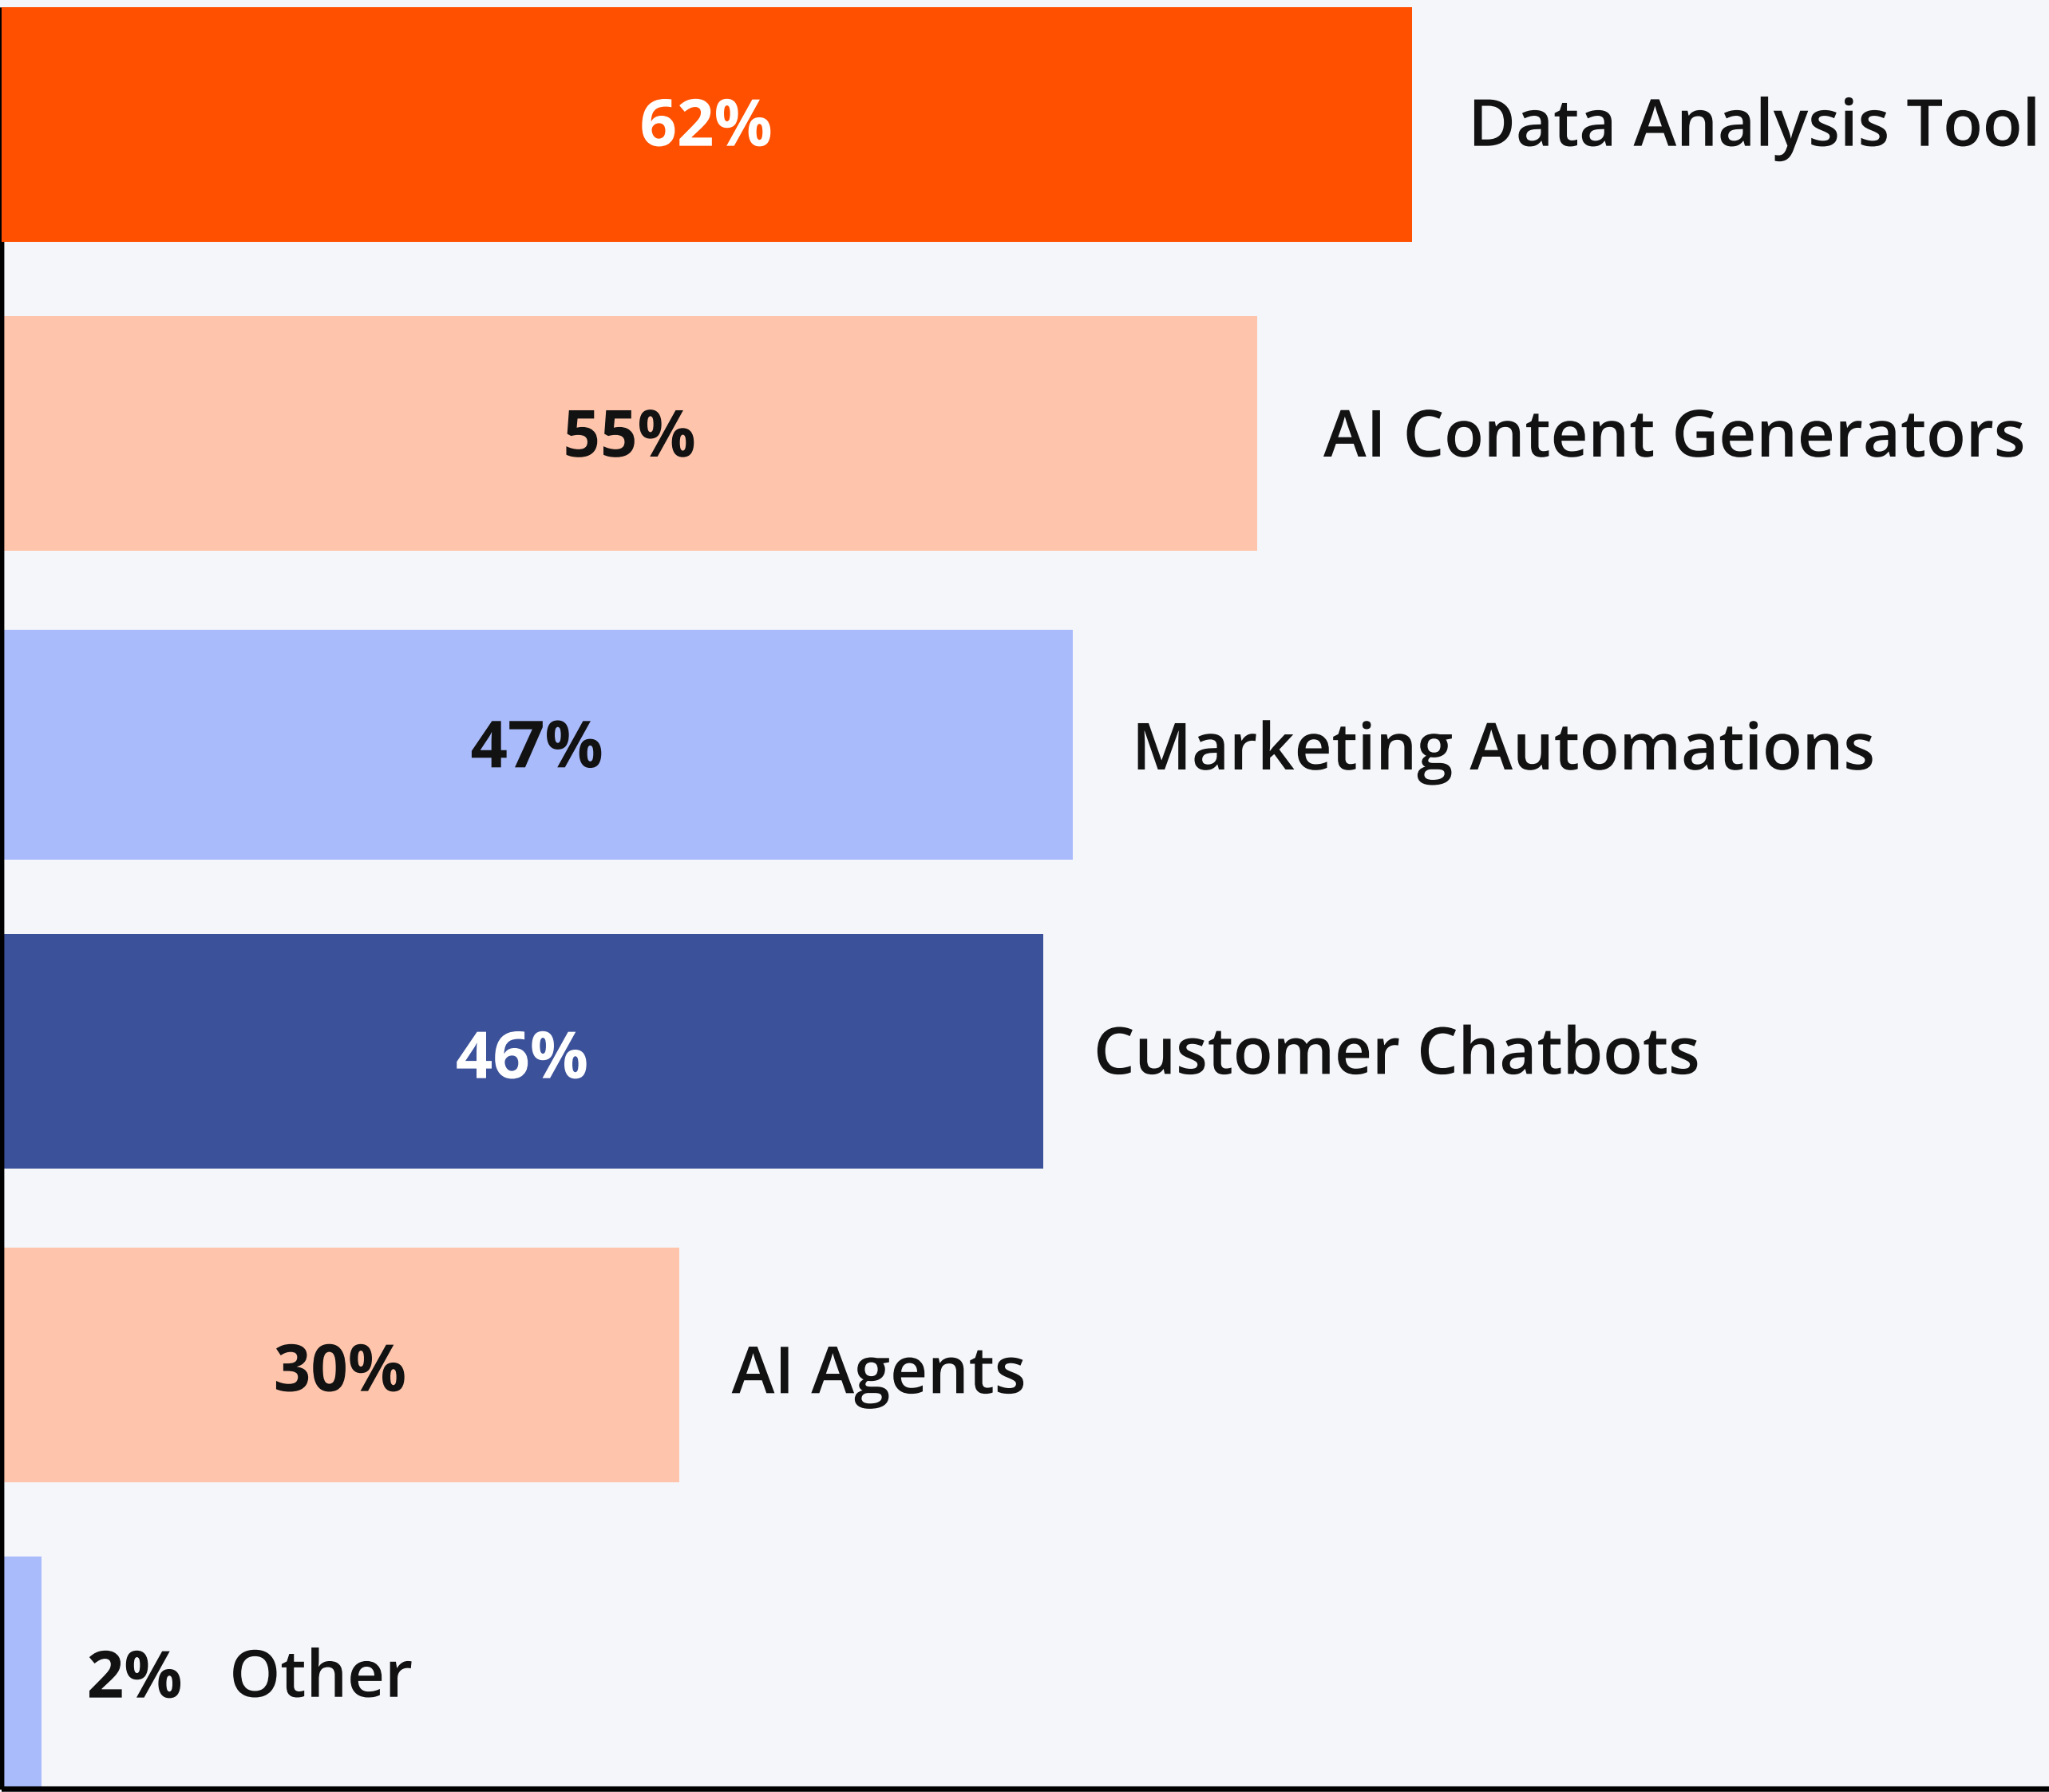 62% Data Analysis Tool
55% AI Content Generators
47% Marketing Automations
46% Customer Chatbots
30% AI Agents
2% Other